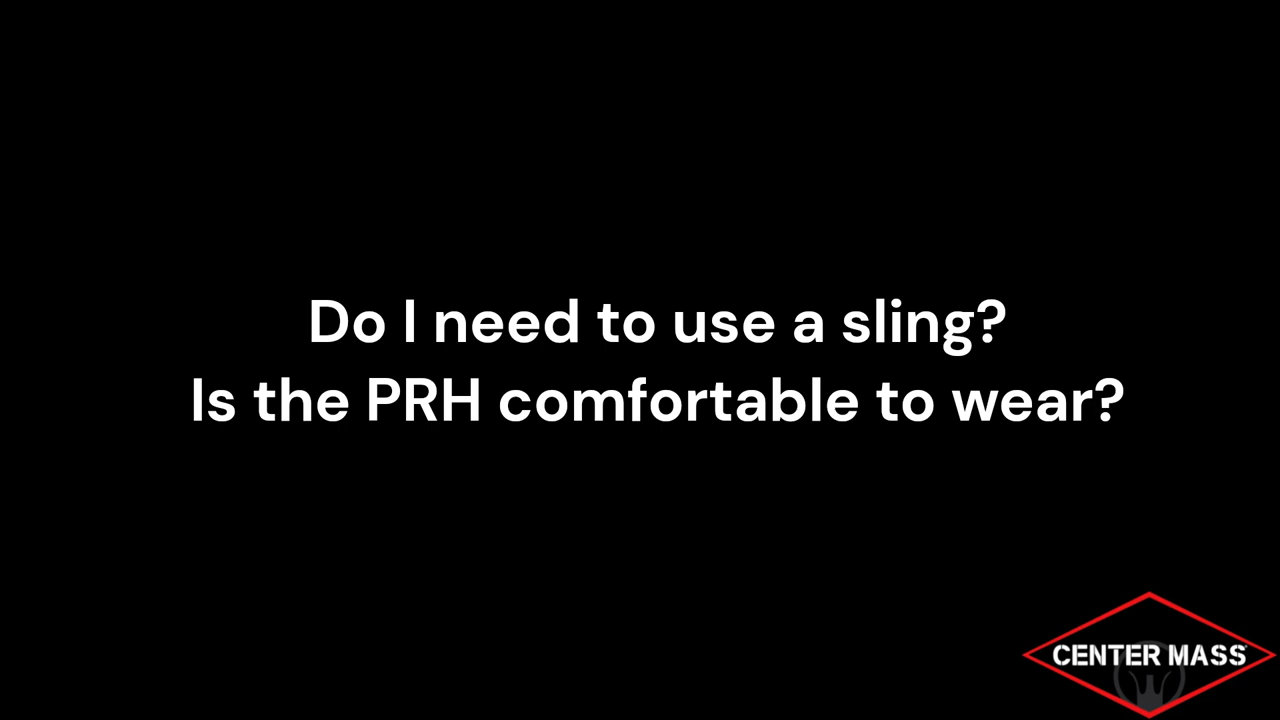 Do I need to use a sling?
Is the PRH comfortable to wear?
CENTER MASS